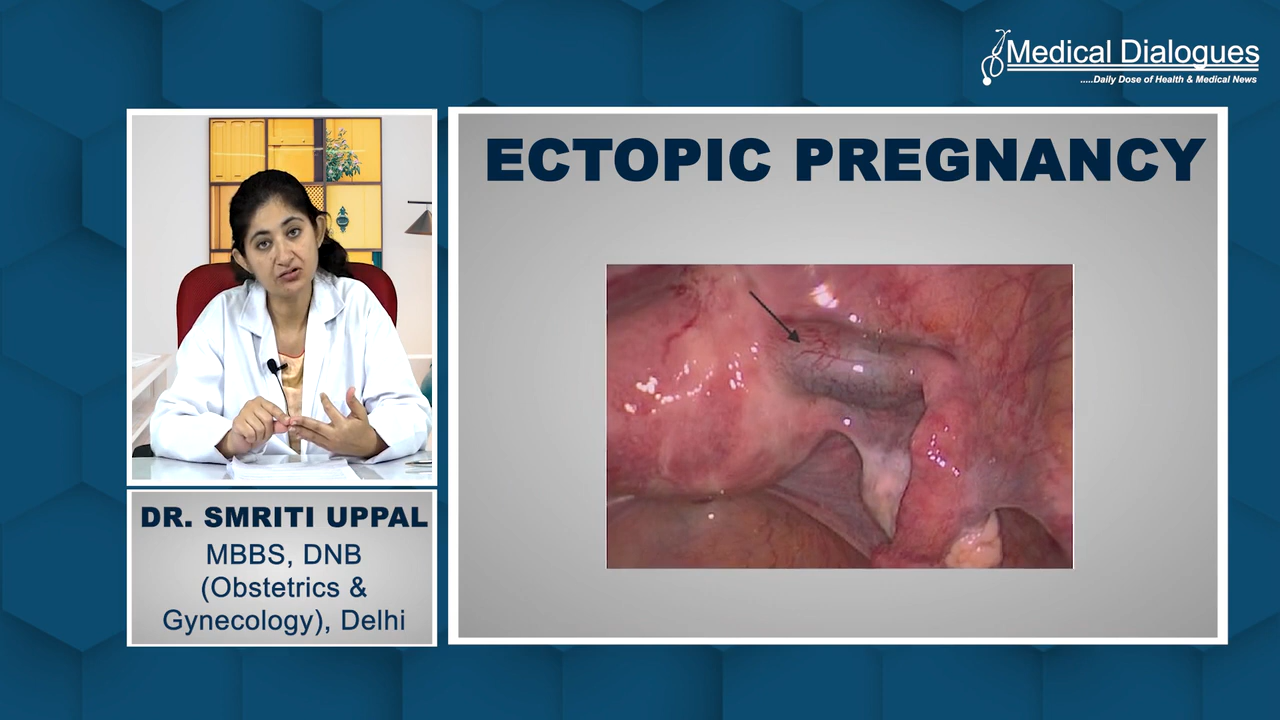 Medical Dialogues
.....Daily Dose of Health & Medical News
ECTOPIC PREGNANCY
DR. SMRITI UPPAL
MBBS, DNB
(Obstetrics &
Gynecology), Delhi